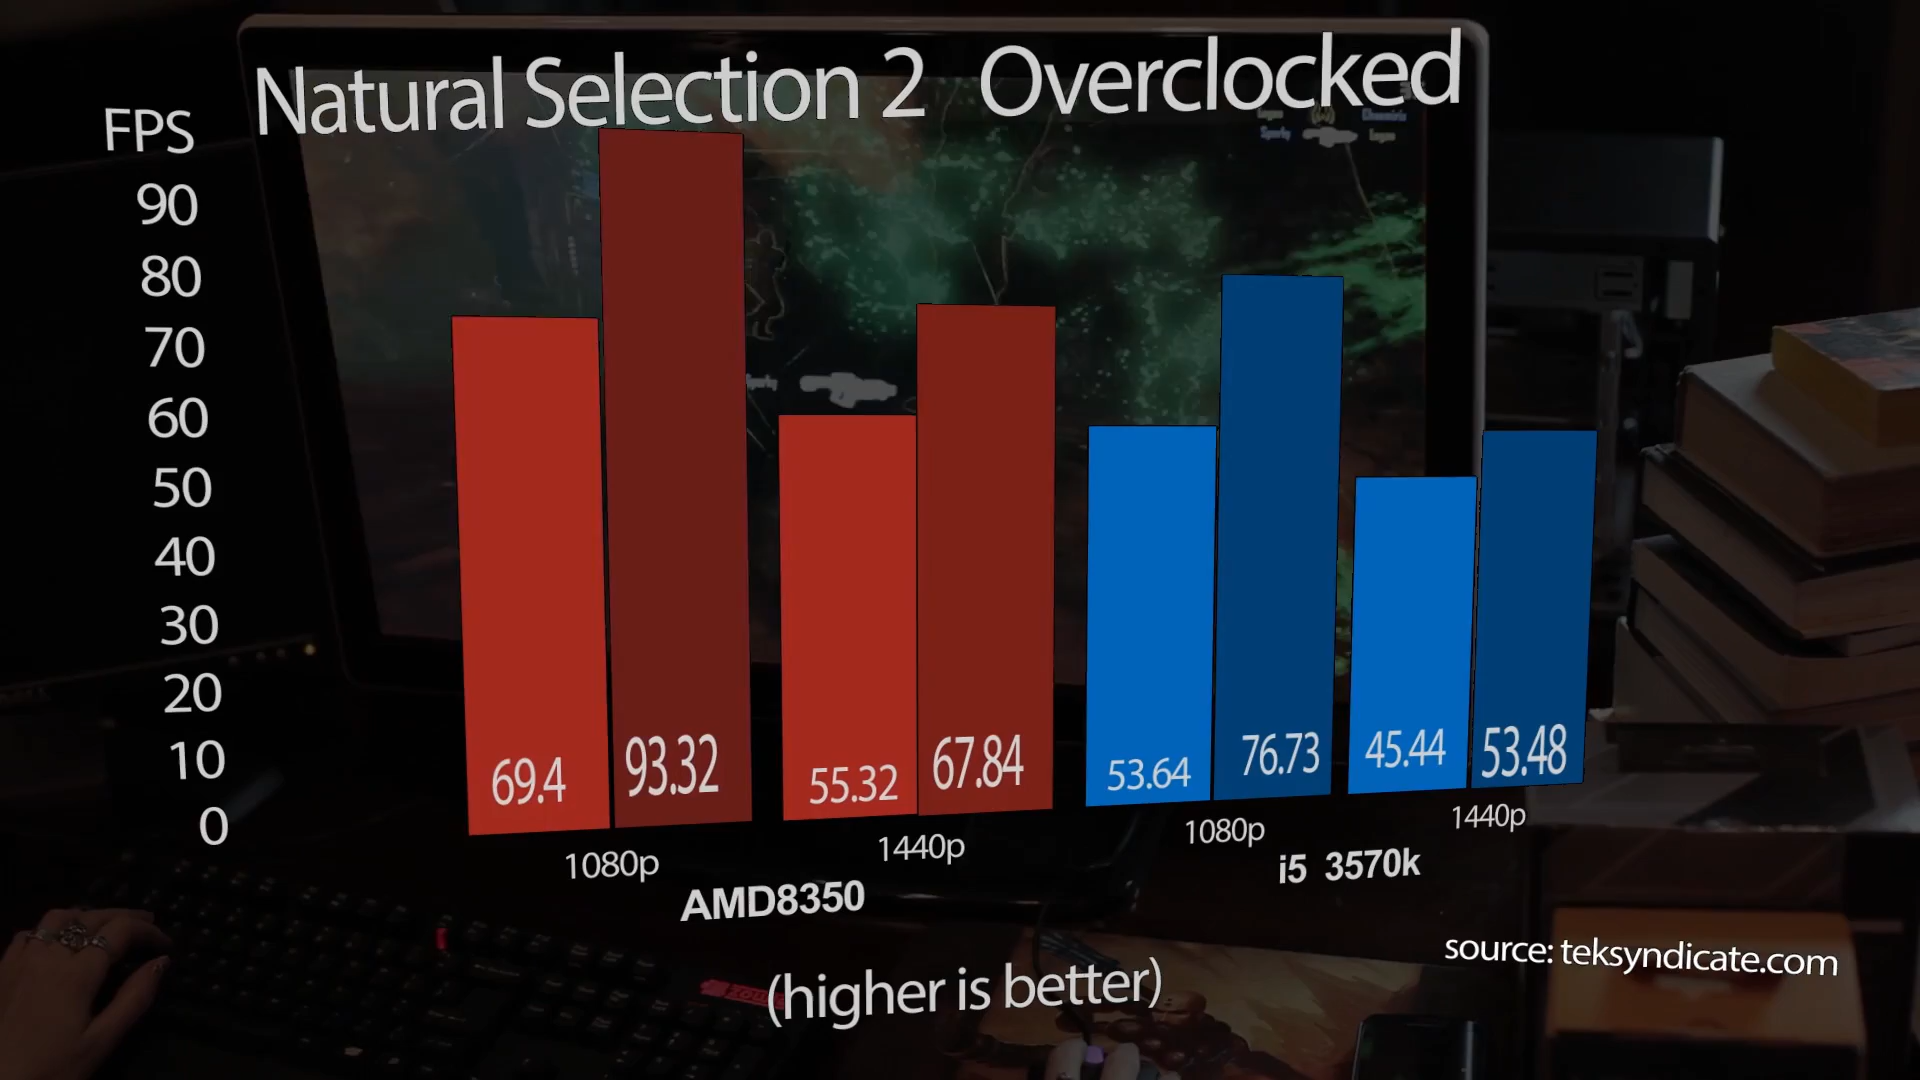 Natural Selection 2 Overclocked
FPS
90
80
70
60
50
40
30
20
10
0
69.4
93.32
55.32
67.84
53.64
76.73
45.44
53.48
1080p
1440p
1080p
1440p
AMD8350
i5 3570k
source: teksyndicate.com
(higher is better)